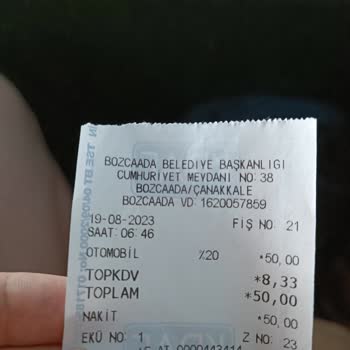 BOZCAADA BELEDİYE BAŞKANLIGI
CUMHURİYET MEYDANI NO:38
BOZCAADA/ÇANAKKALE
BOZCAADA VD 1620057859
19-08-2023 FİŞ NO 21
SAAT:06:46
OTOMOBİL %20 *50,00
TOPKDV *8,33
TOPLAM *50,00
NAKİT *50,00
EKÜ NO: 1 Z NO: 23